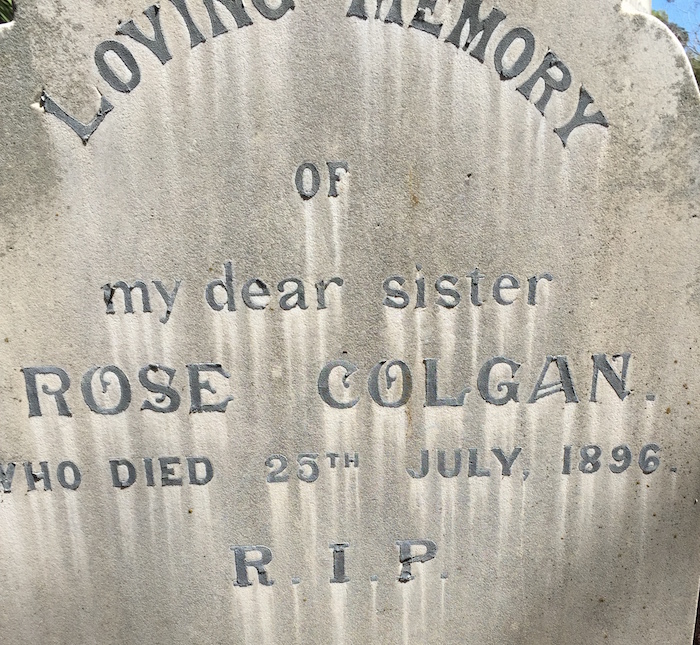 LOVING MEMORY
OF
my dear sister
ROSE COLGAN.
WHO DIED 25TH JULY, 1896.
R.I.P.